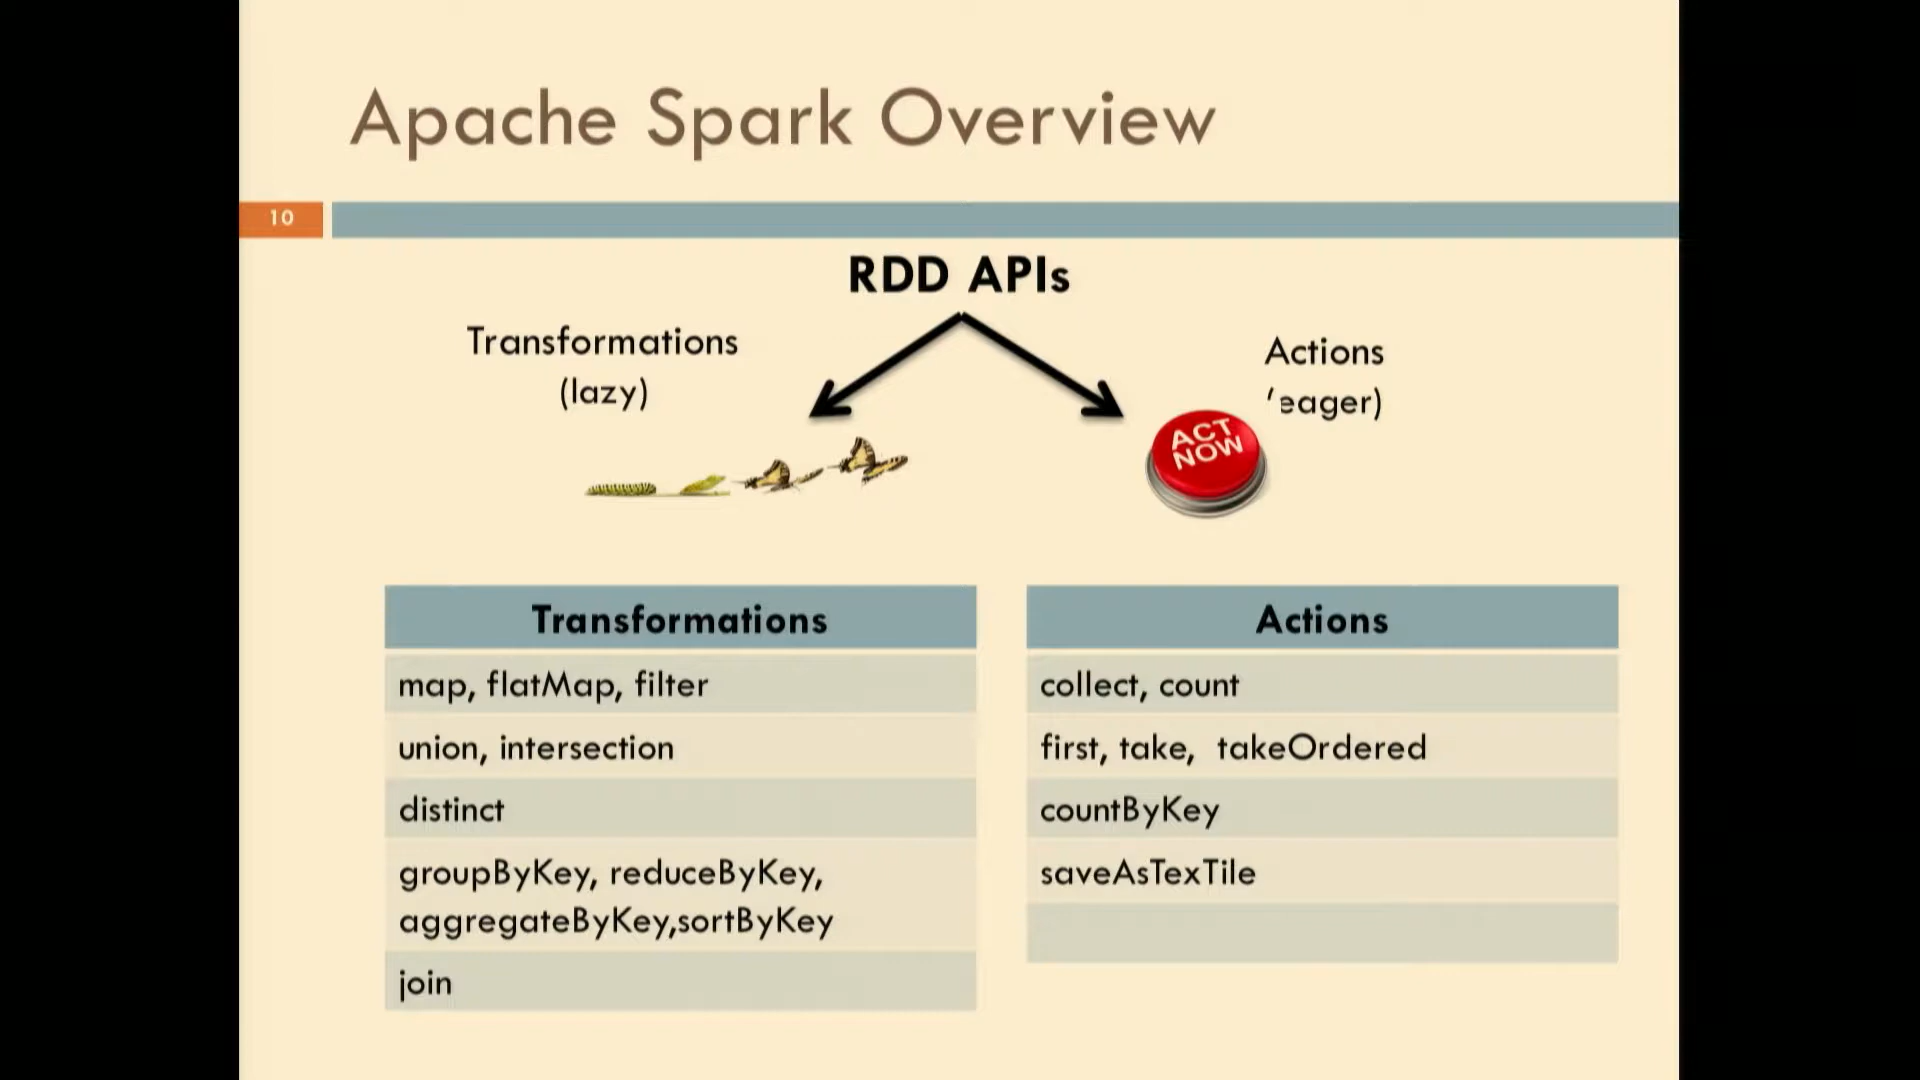 Apache Spark Overview
10
RDD APIs
Transformations
(lazy)
Actions
(eager)
ACT
NOW
Transformations
map, flatMap, filter
union, intersection
distinct
groupByKey, reduceByKey,
aggregateByKey,sortByKey
join
Actions
collect, count
first, take, takeOrdered
countByKey
saveAsTexTile